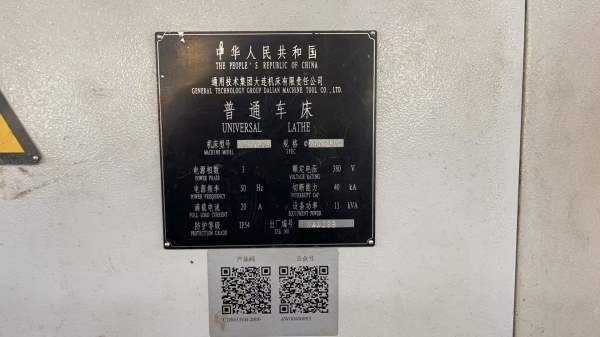 中华人民共和国
THE PEOPLE'S REPUBLIC OF CHINA
通用技术集团大连机床有限责任公司
GENERAL TECHNOLOGY GROUP DALIAN MACHINE TOOL CO.,LTD.
普通车床
UNIVERSAL LATHE
机床型号 规格
MACHINE MODEL SPEC
电源相数 3 额定电压 380 V
POWER PHASE VOLTAGE RATING
电源频率 50 Hz 切断能力 40 kA
POWER FREQUENCY INTERRUPT CAP
满载电流 20 A 设备功率 11 kVA
FULL LOAD CURRENT EQUIPMENT POWER
防护等级 IP54 出厂编号
PROTECTION GRADE
产品码 公众号